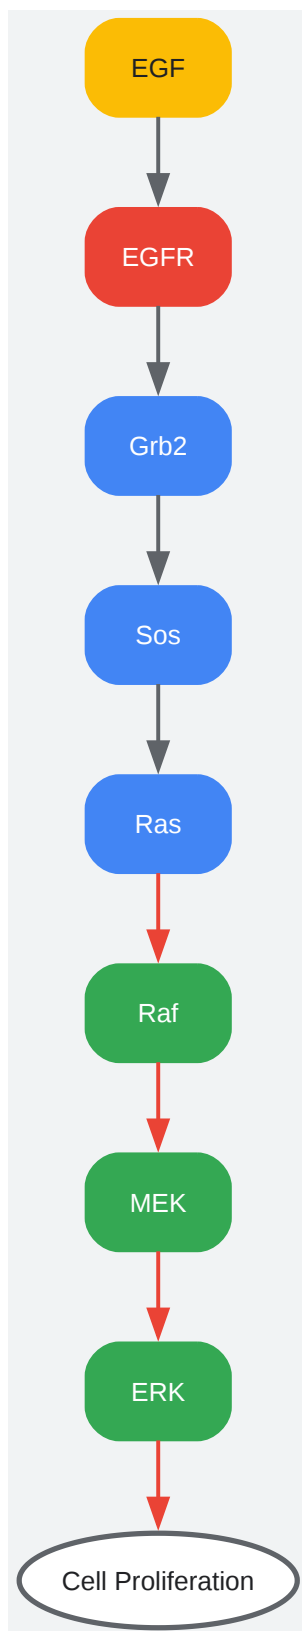 EGF
EGFR
Grb2
Sos
Ras
Raf
MEK
ERK
Cell Proliferation